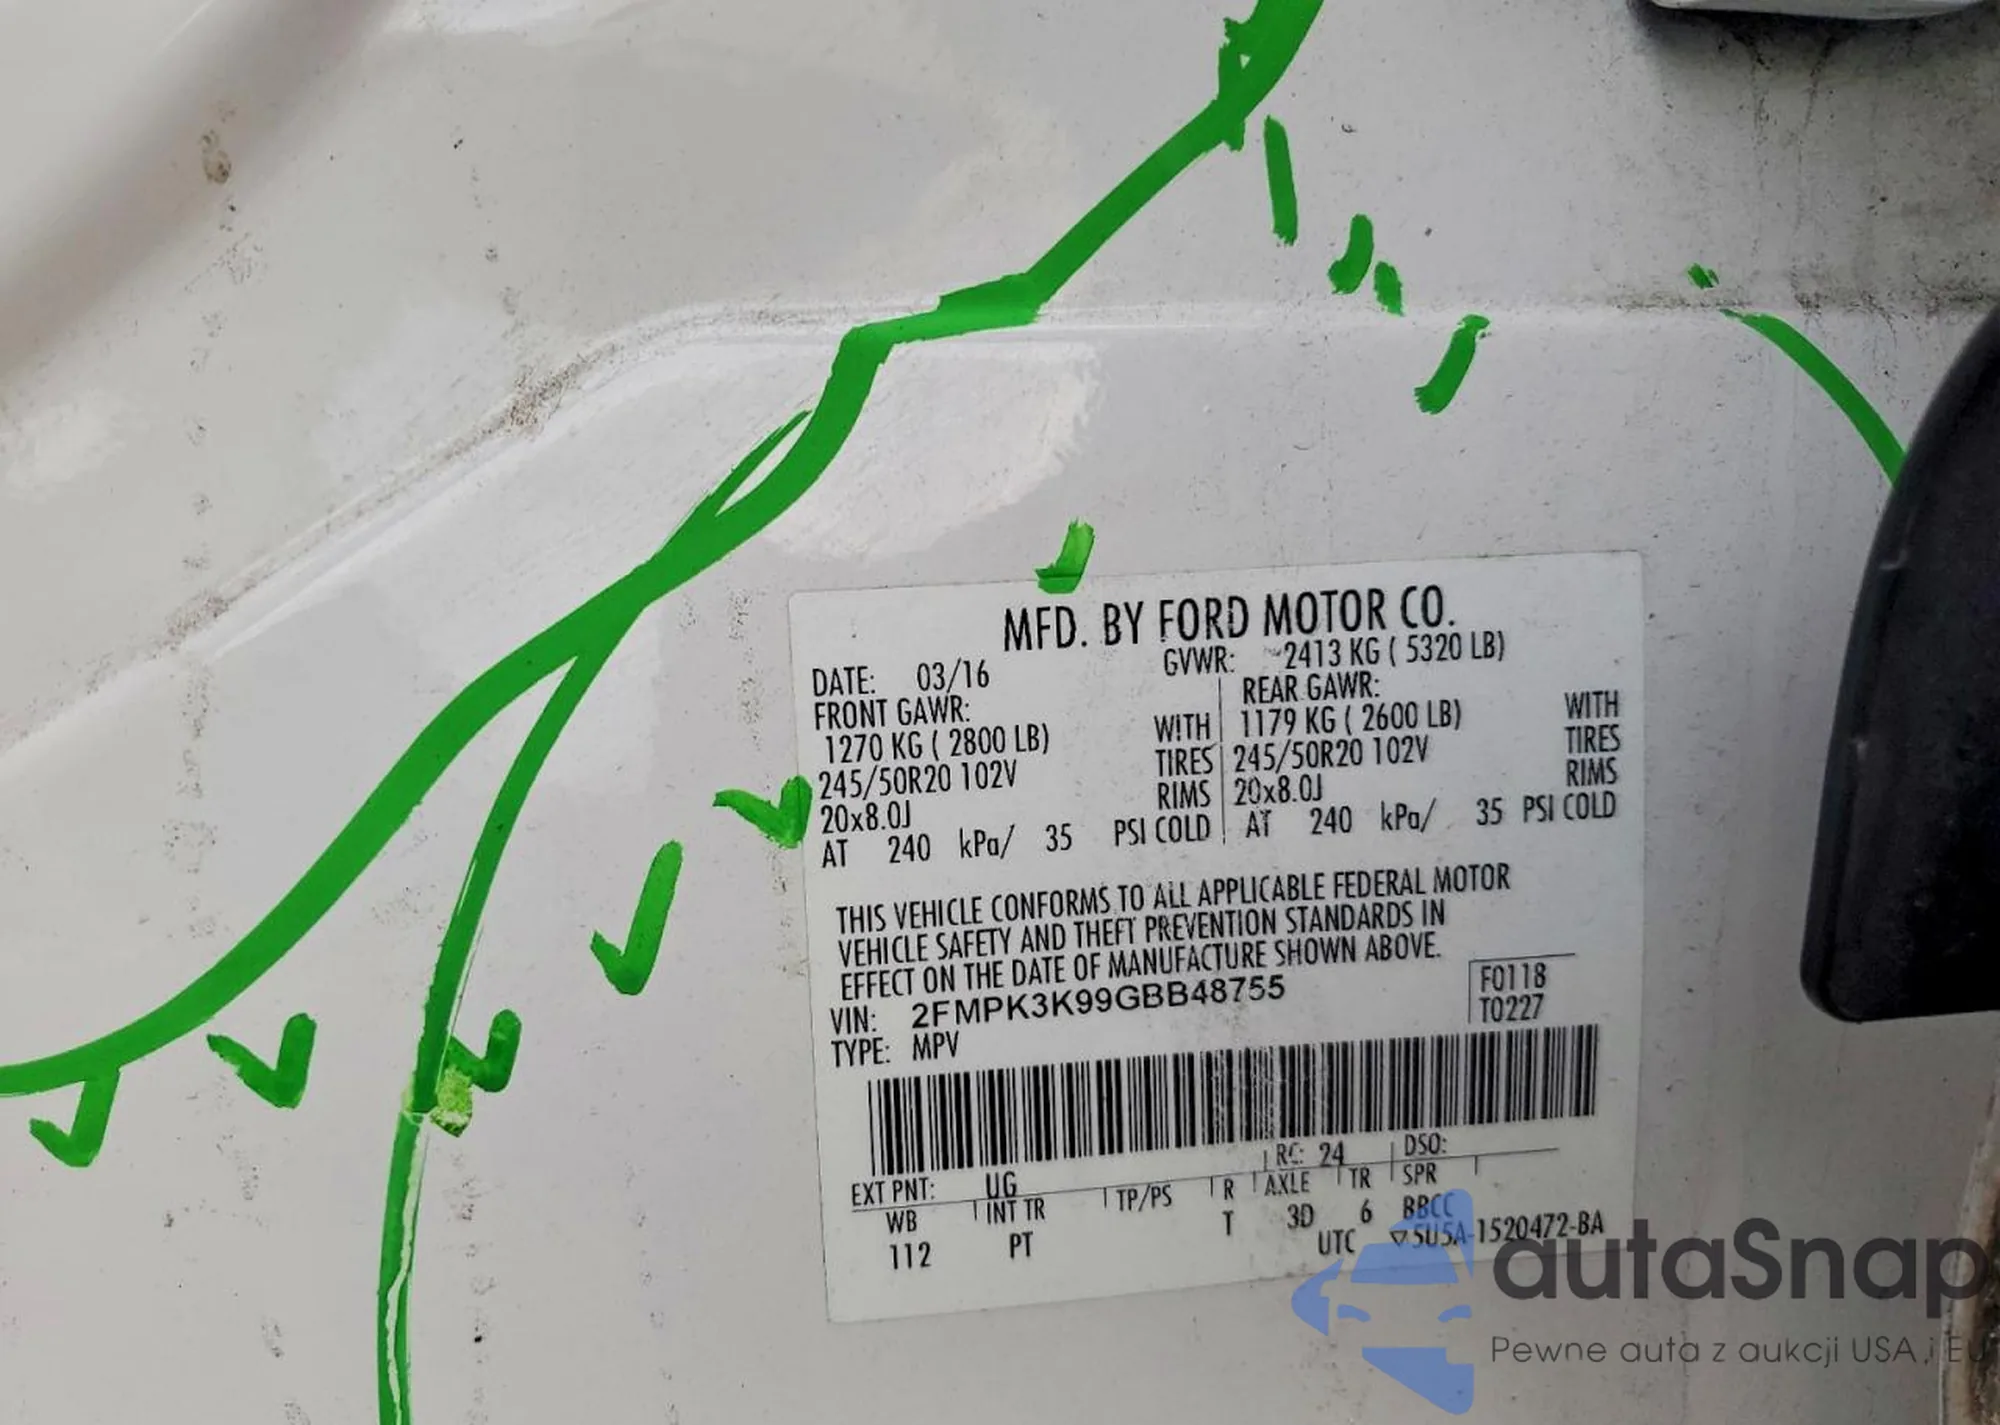 MFD. BY FORD MOTOR CO.
DATE: 03/16 GVWR: 2413 KG ( 5320 LB)
FRONT GAWR: REAR GAWR:
1270 KG ( 2800 LB) WITH 1179 KG ( 2600 LB) WITH
245/50R20 102V TIRES 245/50R20 102V TIRES
20x8.0J RIMS 20x8.0J RIMS
AT 240 kPa/ 35 PSI COLD AT 240 kPa/ 35 PSI COLD
THIS VEHICLE CONFORMS TO ALL APPLICABLE FEDERAL MOTOR
VEHICLE SAFETY AND THEFT PREVENTION STANDARDS IN
EFFECT ON THE DATE OF MANUFACTURE SHOWN ABOVE.
VIN: 2FMPK3K99GBB48755 F0118
TYPE: MPV T0227
RC: 24 DSO:
EXT PNT: UG
WB INT TR TP/PS R AXLE TR SPR
112 PT T 3D 6 BBCC
UTC ▽5U5A-1520472-BA
autaSnap
Pewne auta z aukcji USA i EU